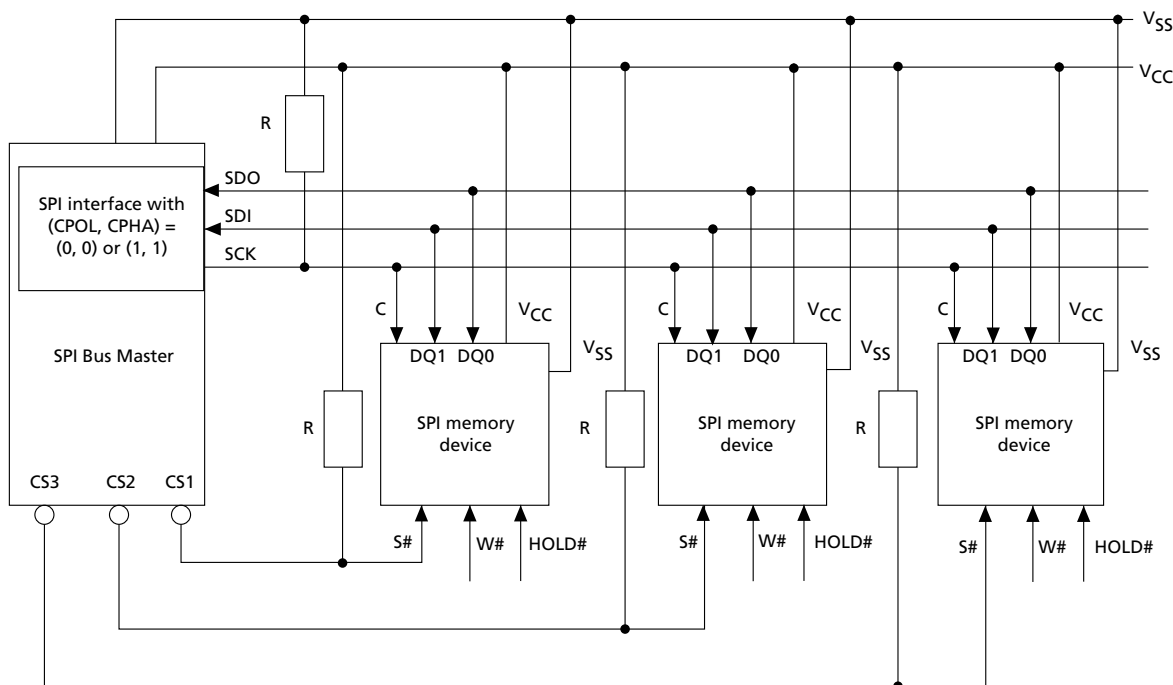 VSS
VCC
R
SDO
SPI interface with
(CPOL, CPHA) =
(0, 0) or (1, 1)
SDI
SCK
SPI Bus Master
C
VCC
C
VCC
C
VCC
DQ1 DQ0
VSS
DQ1 DQ0
VSS
DQ1 DQ0
VSS
R
SPI memory
device
R
SPI memory
device
R
SPI memory
device
CS3
CS2
CS1
S#
W#
HOLD#
S#
W#
HOLD#
S#
W#
HOLD#